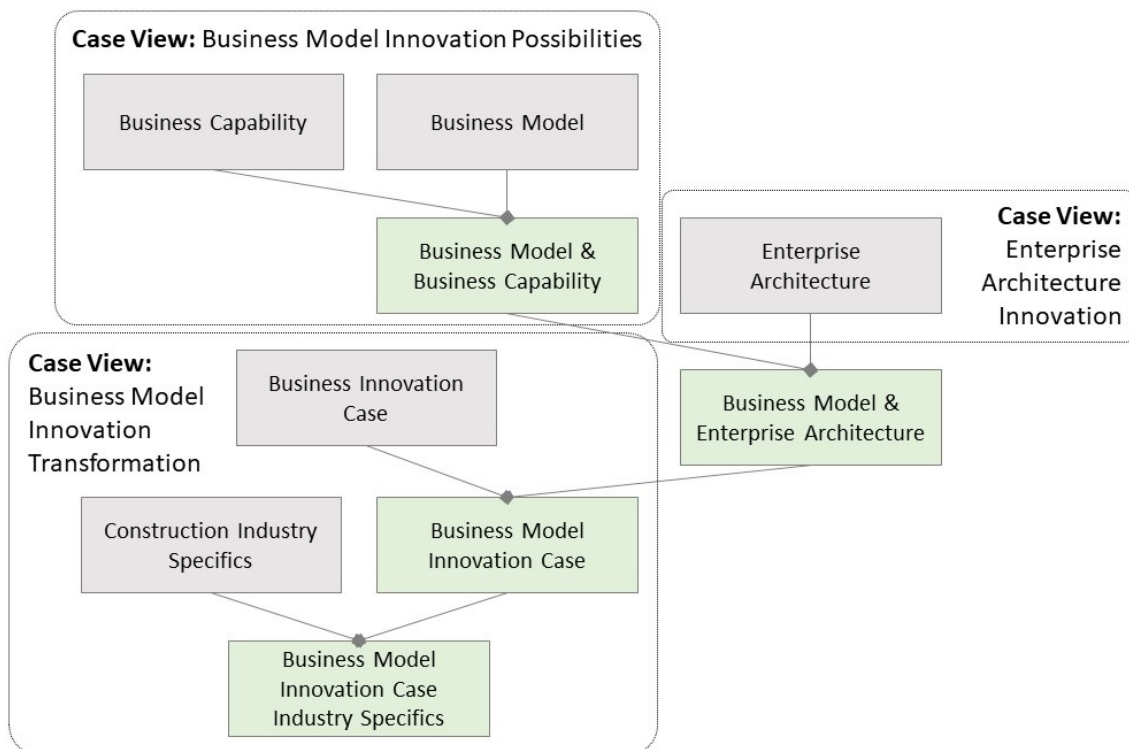 Case View: Business Model Innovation Possibilities
Business Capability
Business Model
Business Model &
Business Capability
Case View:
Enterprise
Architecture
Innovation
Enterprise
Architecture
Business Model &
Enterprise Architecture
Case View:
Business Model
Innovation
Transformation
Business Innovation
Case
Construction Industry
Specifics
Business Model
Innovation Case
Business Model
Innovation Case
Industry Specifics